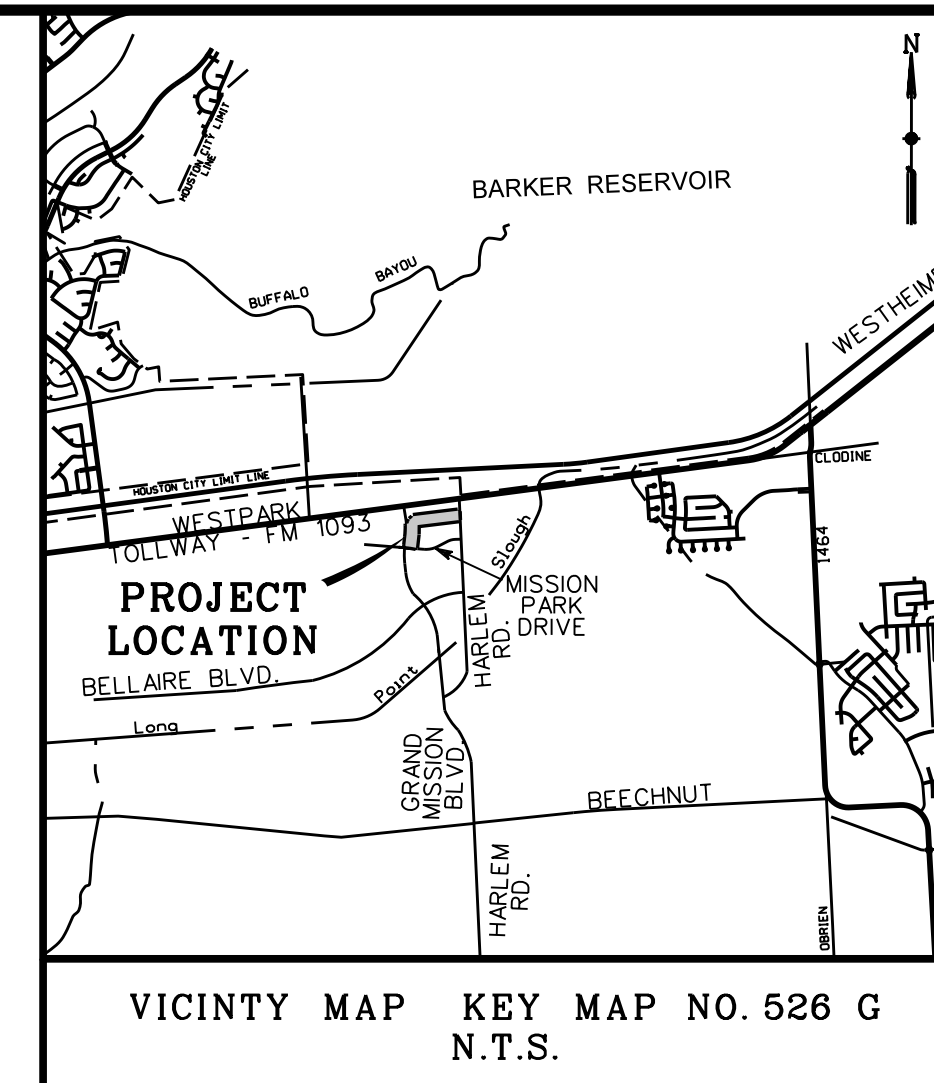 N
HOUSTON CITY LIMIT
LINE
BARKER RESERVOIR
BUFFALO
BAYOU
CLODINE
HOUSTON CITY LIMIT LINE
WESTPARK
TOLLWAY - FM 1093
Slough
1464
PROJECT
LOCATION
MISSION
PARK
DRIVE
HARLEM
RD.
BELLAIRE BLVD.
Point
Long
GRAND
MISSION
BLVD.
BEECHNUT
HARLEM
RD.
OBRIEN
VICINTY MAP KEY MAP NO. 526 G
N.T.S.